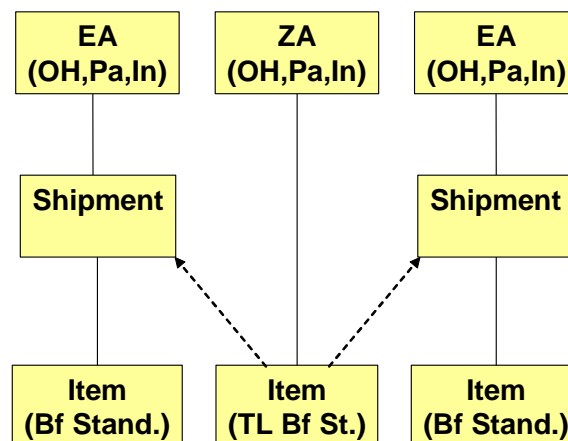 EA
(OH,Pa,In)
ZA
(OH,Pa,In)
EA
(OH,Pa,In)
Shipment
Shipment
Item
(Bf Stand.)
Item
(TL Bf St.)
Item
(Bf Stand.)